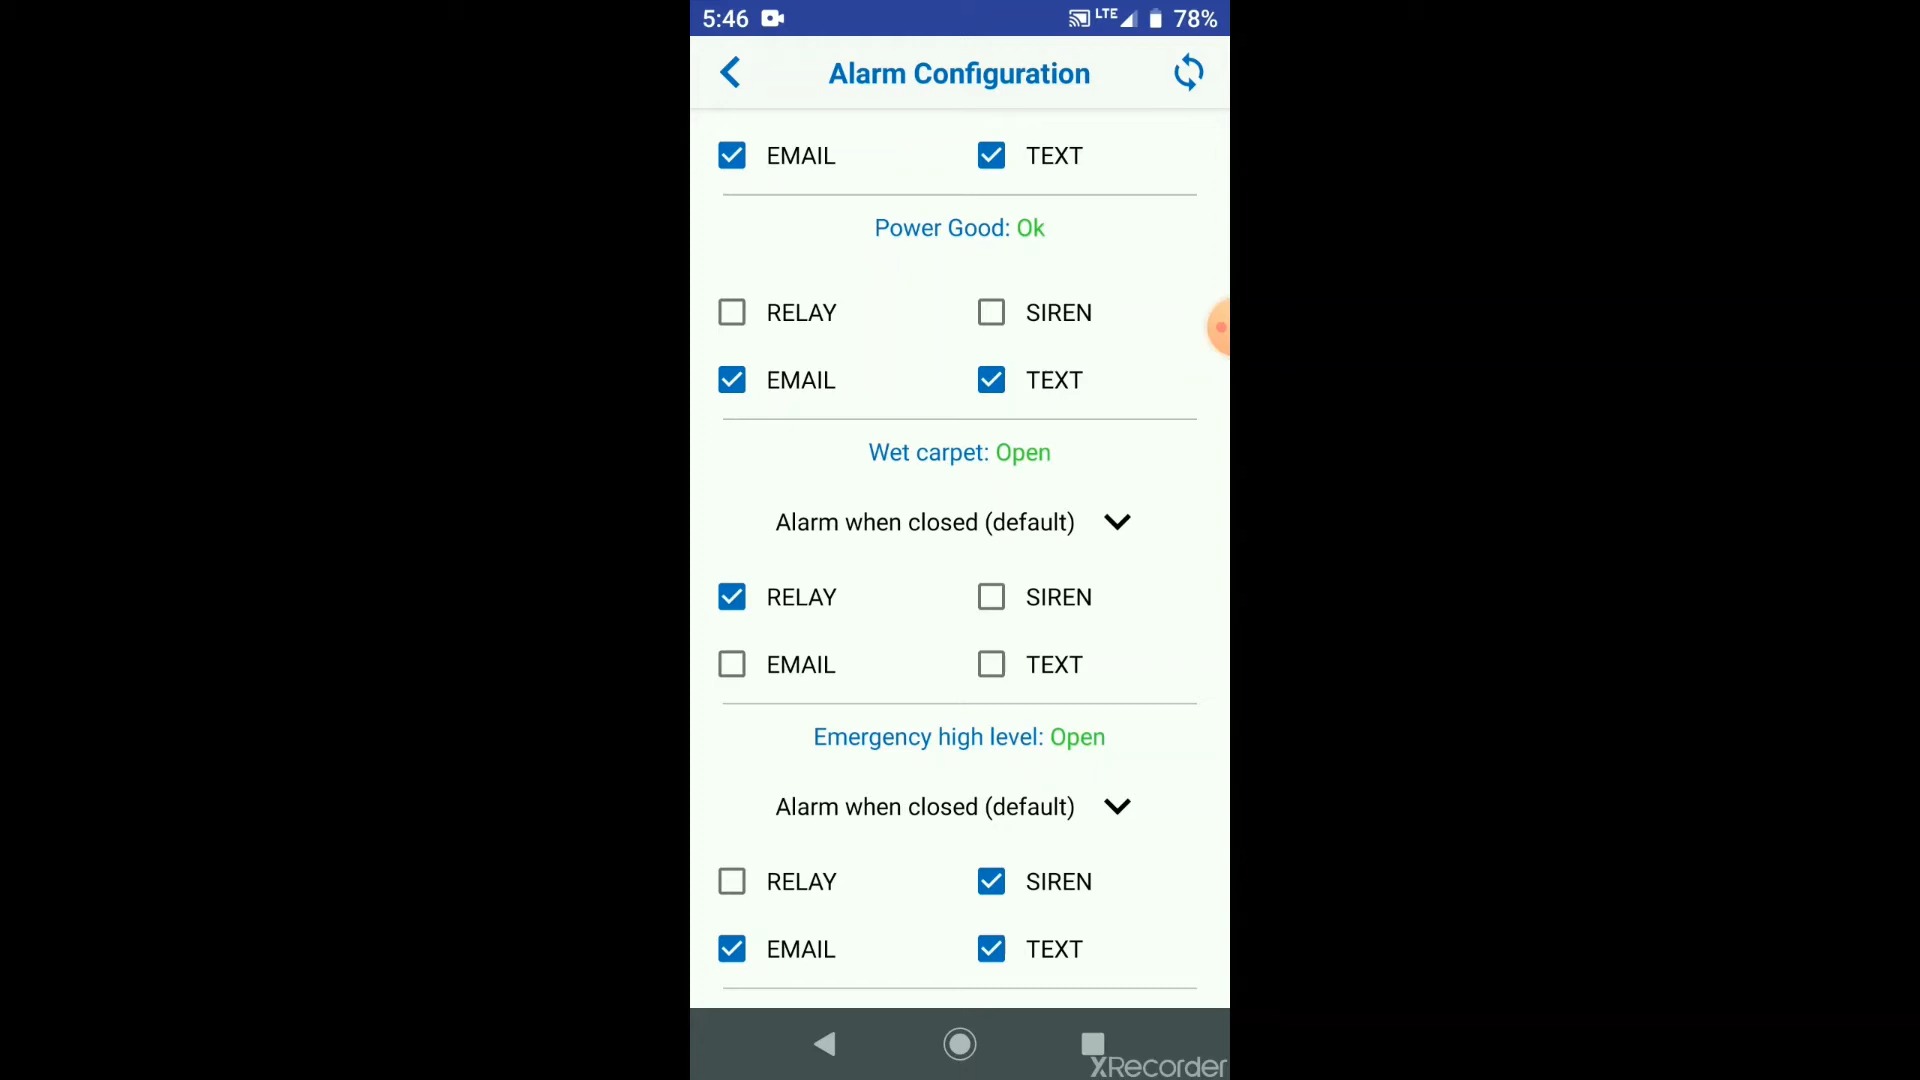 5:46 LTE 78%
Alarm Configuration
EMAIL TEXT
Power Good: Ok
RELAY SIREN
EMAIL TEXT
Wet carpet: Open
Alarm when closed (default)
RELAY SIREN
EMAIL TEXT
Emergency high level: Open
Alarm when closed (default)
RELAY SIREN
EMAIL TEXT
XRecorder